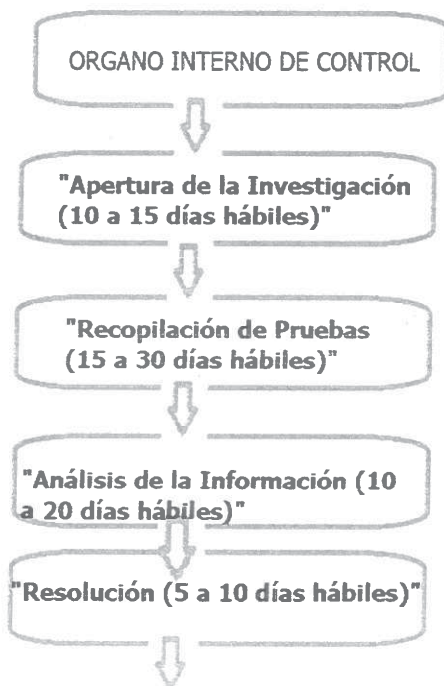 ORGANO INTERNO DE CONTROL
"Apertura de la Investigación
(10 a 15 días hábiles)"
"Recopilación de Pruebas
(15 a 30 días hábiles)"
"Análisis de la Información (10
a 20 días hábiles)"
"Resolución (5 a 10 días hábiles)"